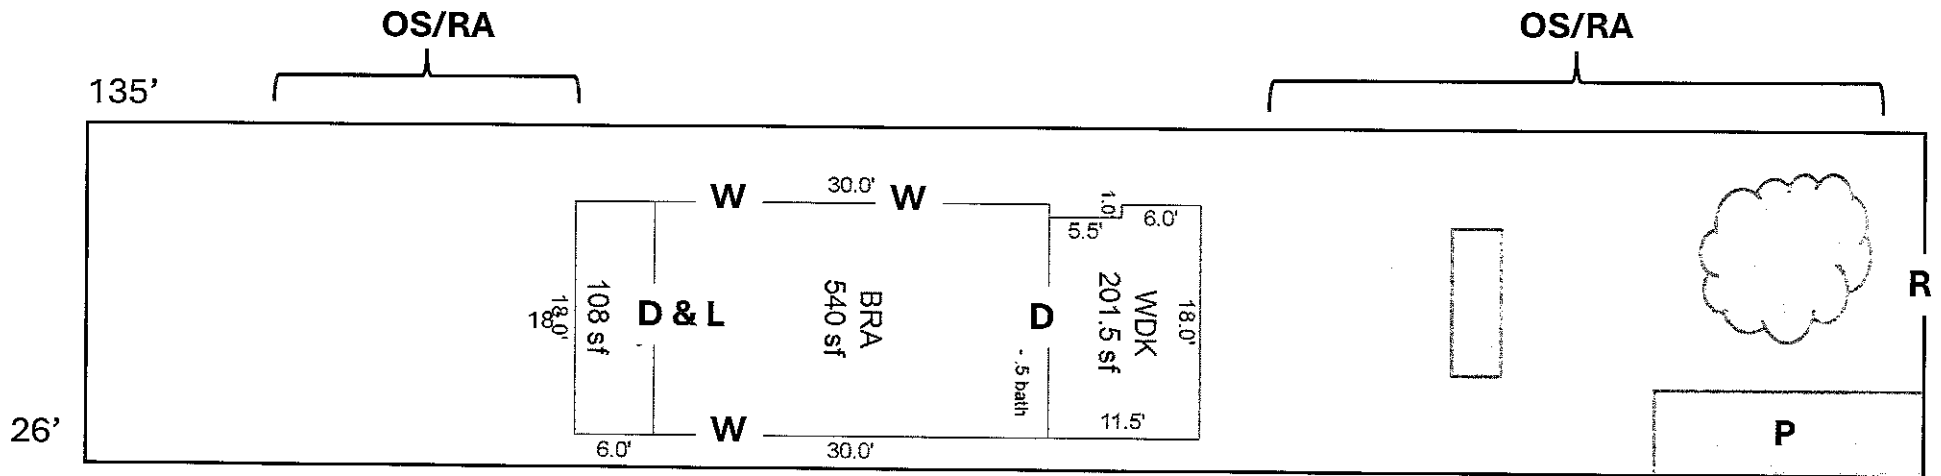 OS/RA
OS/RA
135'
W
30.0'
W
1.0'
5.5'
6.0'
18'
18.0'
108 sf
D & L
BRA
540 sf
D
- .5 bath
WDK
201.5 sf
18.0'
R
26'
6.0'
W
30.0'
11.5'
P